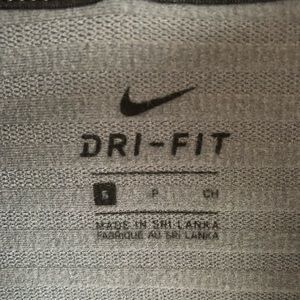 DRI-FIT
S P CH
MADE IN SRI LANKA
FABRIQUÉ AU SRI LANKA